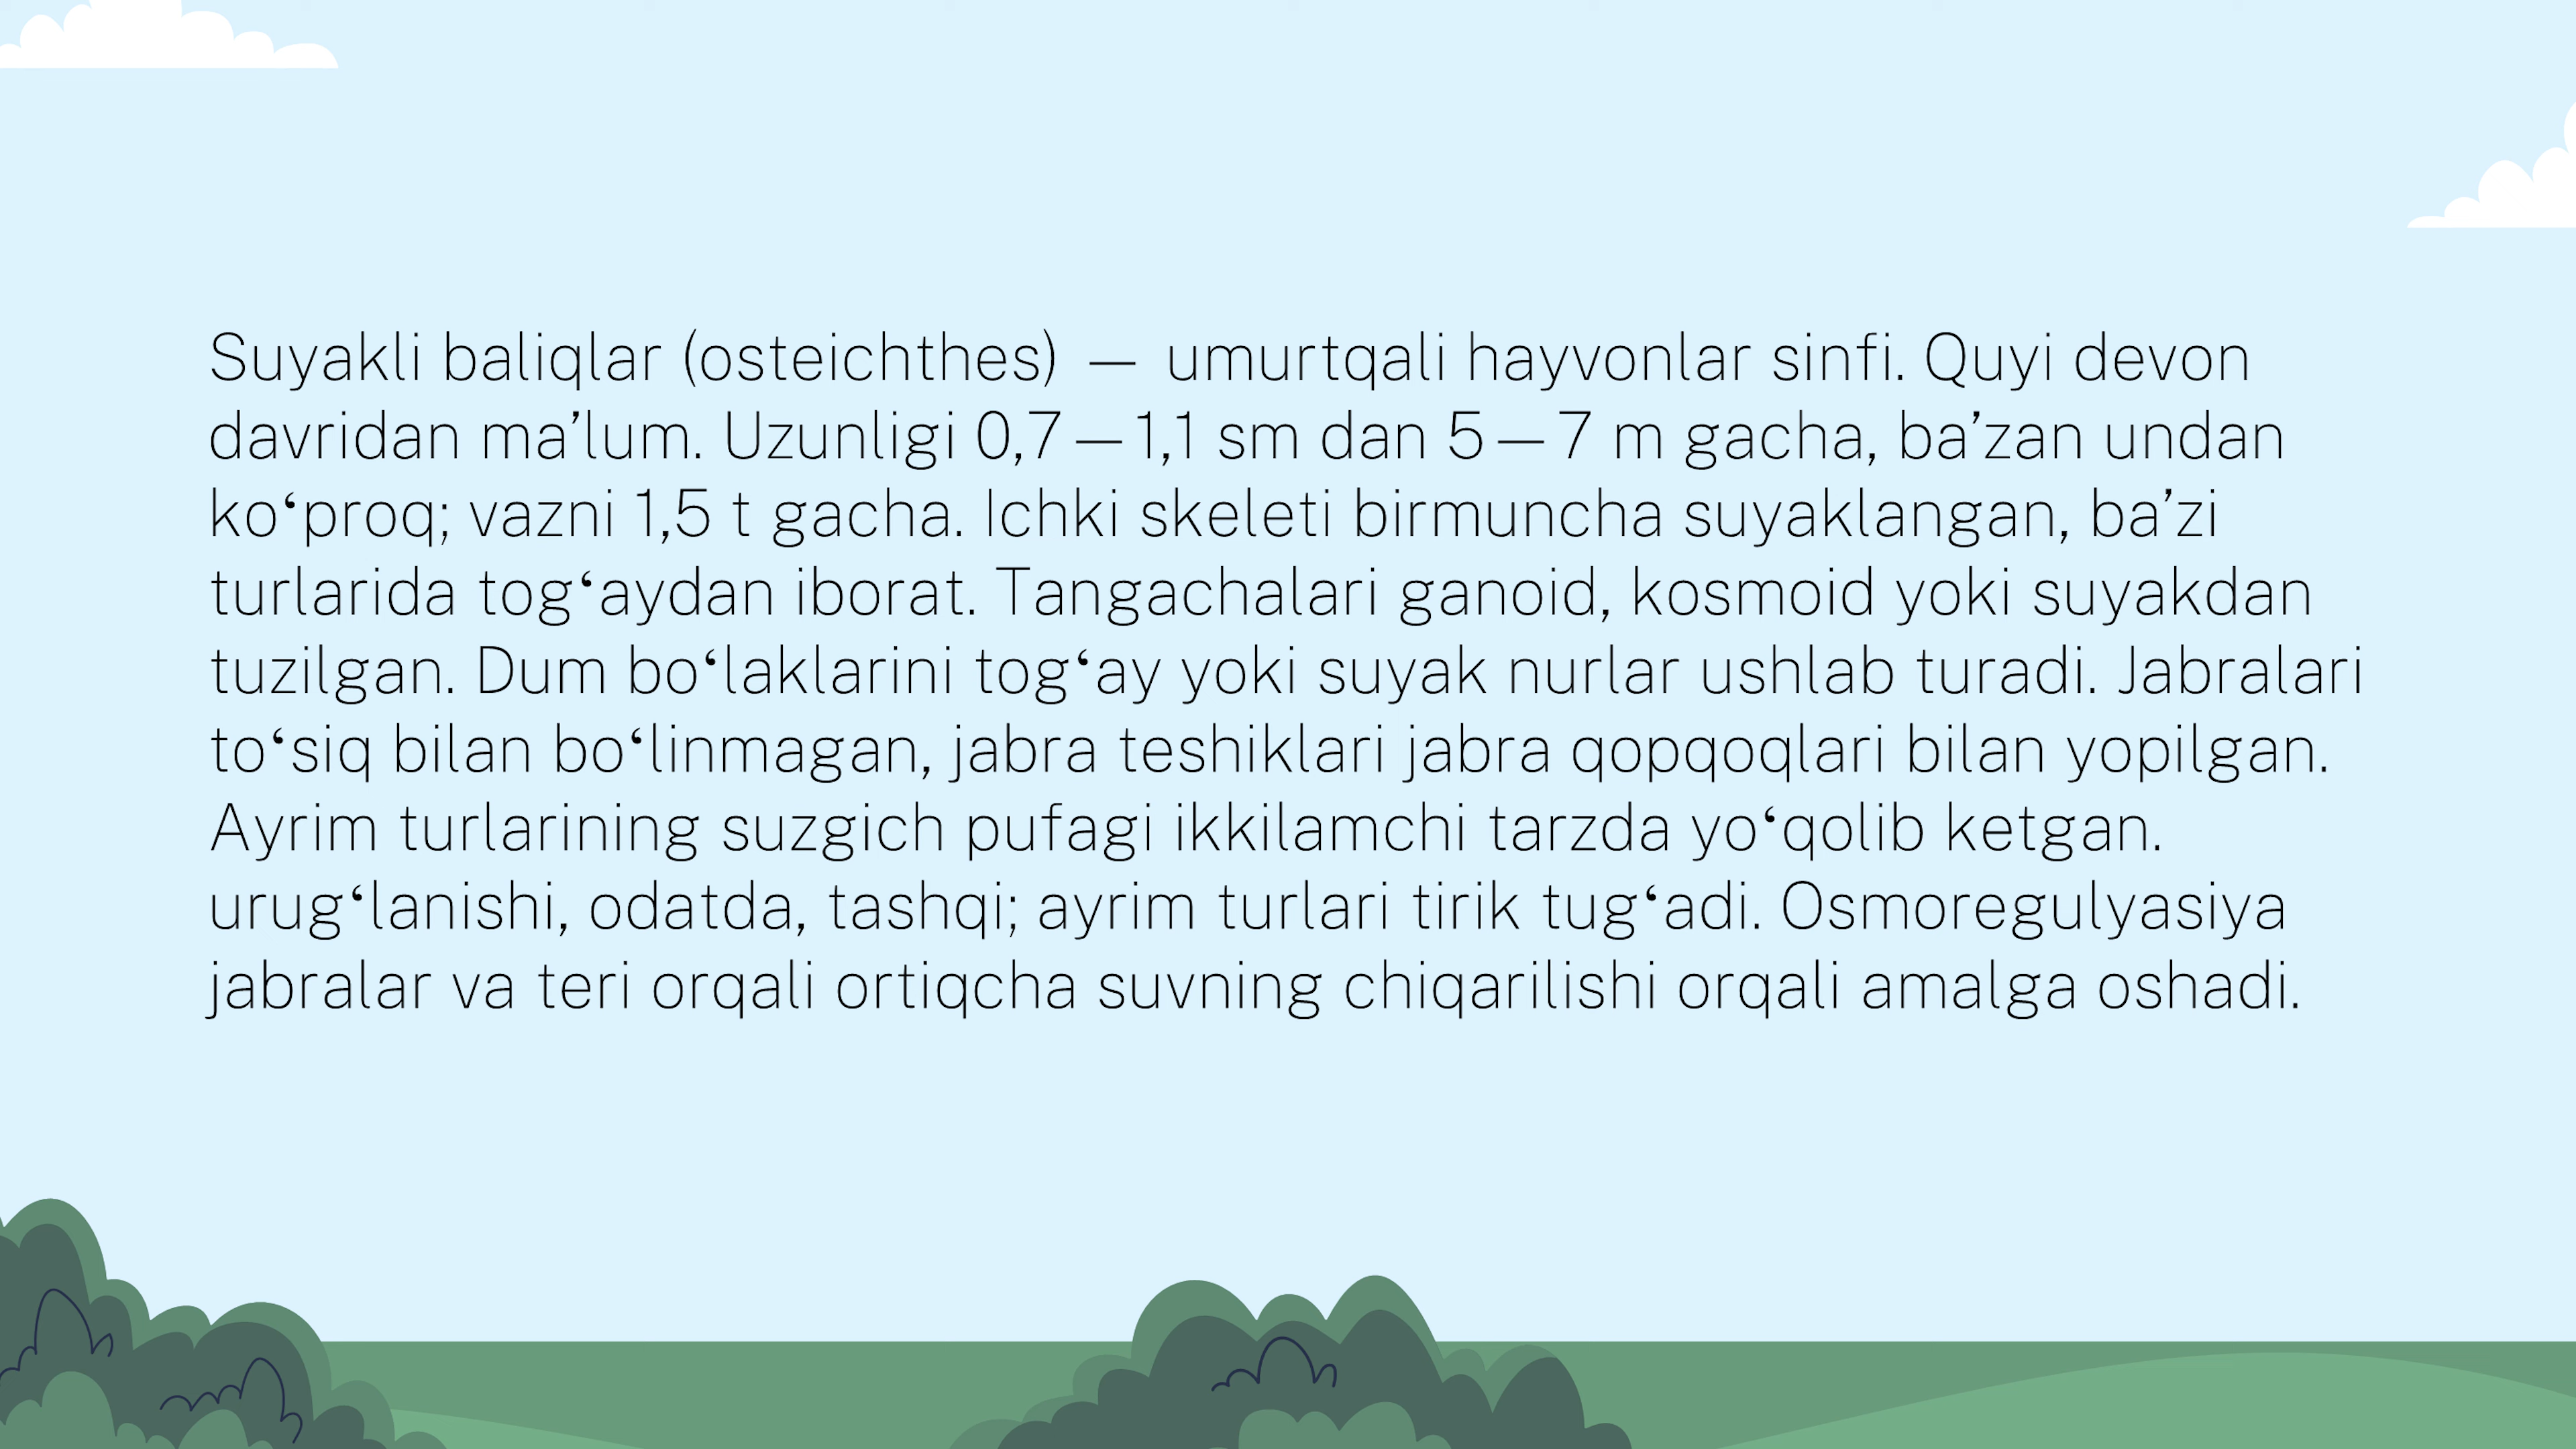 Suyakli baliqlar (osteichthes) — umurtqali hayvonlar sinfi. Quyi devon
davridan ma’lum. Uzunligi 0,7—1,1 sm dan 5—7 m gacha, ba’zan undan
ko‘proq; vazni 1,5 t gacha. Ichki skeleti birmuncha suyaklangan, ba’zi
turlarida tog‘aydan iborat. Tangachalari ganoid, kosmoid yoki suyakdan
tuzilgan. Dum bo‘laklarini tog‘ay yoki suyak nurlar ushlab turadi. Jabralari
to‘siq bilan bo‘linmagan, jabra teshiklari jabra qopqoqlari bilan yopilgan.
Ayrim turlarining suzgich pufagi ikkilamchi tarzda yo‘qolib ketgan.
urug‘lanishi, odatda, tashqi; ayrim turlari tirik tug‘adi. Osmoregulyasiya
jabralar va teri orqali ortiqcha suvning chiqarilishi orqali amalga oshadi.